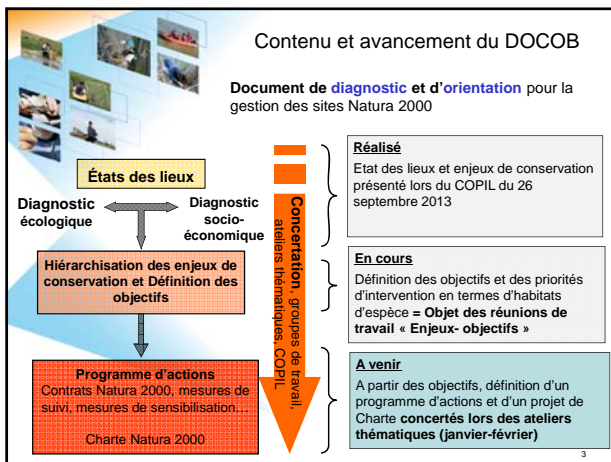 Contenu et avancement du DOCOB
Document de diagnostic et d'orientation pour la
gestion des sites Natura 2000
États des lieux
Diagnostic
écologique
Diagnostic
socio-
économique
Hiérarchisation des enjeux de
conservation et Définition des
objectifs
Programme d'actions
Contrats Natura 2000, mesures de
suivi, mesures de sensibilisation…
Charte Natura 2000
Concertation, groupes de travail,
ateliers thématiques, COPIL
Réalisé
Etat des lieux et enjeux de conservation
présenté lors du COPIL du 26
septembre 2013
En cours
Définition des objectifs et des priorités
d'intervention en termes d'habitats
d'espèce = Objet des réunions de
travail « Enjeux- objectifs »
A venir
A partir des objectifs, définition d'un
programme d'actions et d'un projet de
Charte concertés lors des ateliers
thématiques (janvier-février)
3